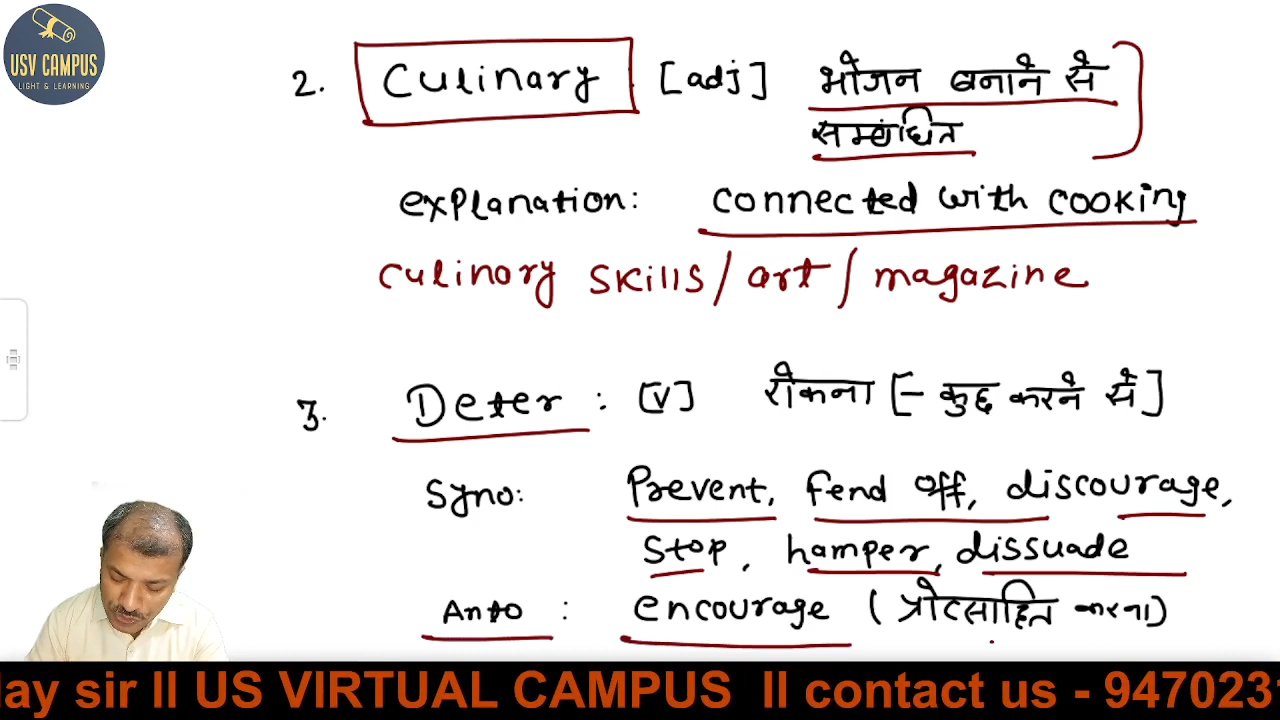 USV CAMPUS
LIGHT & LEARNING
2. Culinary [adj] भोजन बनाने से
सम्बंधित
explanation: connected with cooking
culinary skills / art / magazine
3. Deter : [v] रोकना [- कुछ करने से]
Syno: Prevent, fend off, discourage,
stop, hamper, dissuade
Anto : encourage (प्रोत्साहित करना)
lay sir ll US VIRTUAL CAMPUS ll contact us - 947023